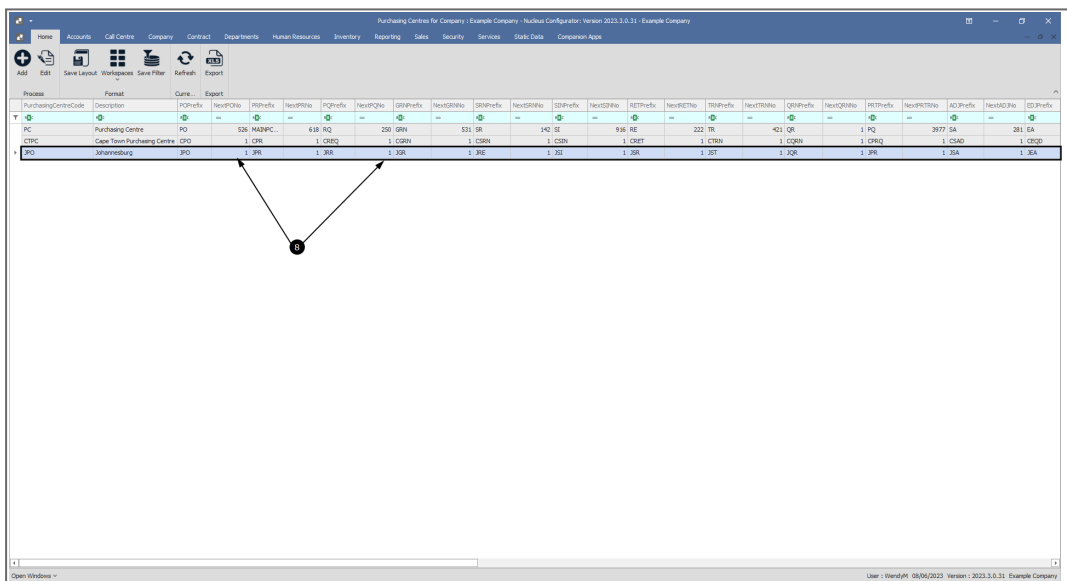 Purchasing Centres for Company : Example Company - Nucleus Configurator: Version 2023.3.0.31 - Example Company
Home Accounts Call Centre Company Contract Departments Human Resources Inventory Reporting Sales Security Services Static Data Companion Apps
XLS
Add Edit Save Layout Workspaces Save Filter Refresh Export
Process Format Curre... Export
PurchasingCentreCode Description POPrefix NextPONo PRPrefix NextPRNo PQPrefix NextPQNo GRNPrefix NextGRNNo SRNPrefix NextSRNNo SINPrefix NextSINNo RETPrefix NextRETNo TRNPrefix NextTRNNo QRNPrefix NextQRNNo PRTPrefix NextPRTRNo ADJPrefix NextADJNo EDJPrefix
PC Purchasing Centre PO 526 MAINPC... 618 RQ 250 GRN 531 SR 142 SI 916 RE 222 TR 421 QR 1 PQ 3977 SA 281 EA
CTPC Cape Town Purchasing Centre CPO 1 CPR 1 CREQ 1 CGRN 1 CSRN 1 CSIN 1 CRET 1 CTRN 1 CQRN 1 CPRQ 1 CSAD 1 CEQD
JPO Johannesburg JPO 1 JPR 1 JRR 1 JGR 1 JRE 1 JSI 1 JSR 1 JST 1 JQR 1 JPR 1 JSA 1 JEA
8
Open Windows User : WendyM 08/06/2023 Version : 2023.3.0.31 Example Company